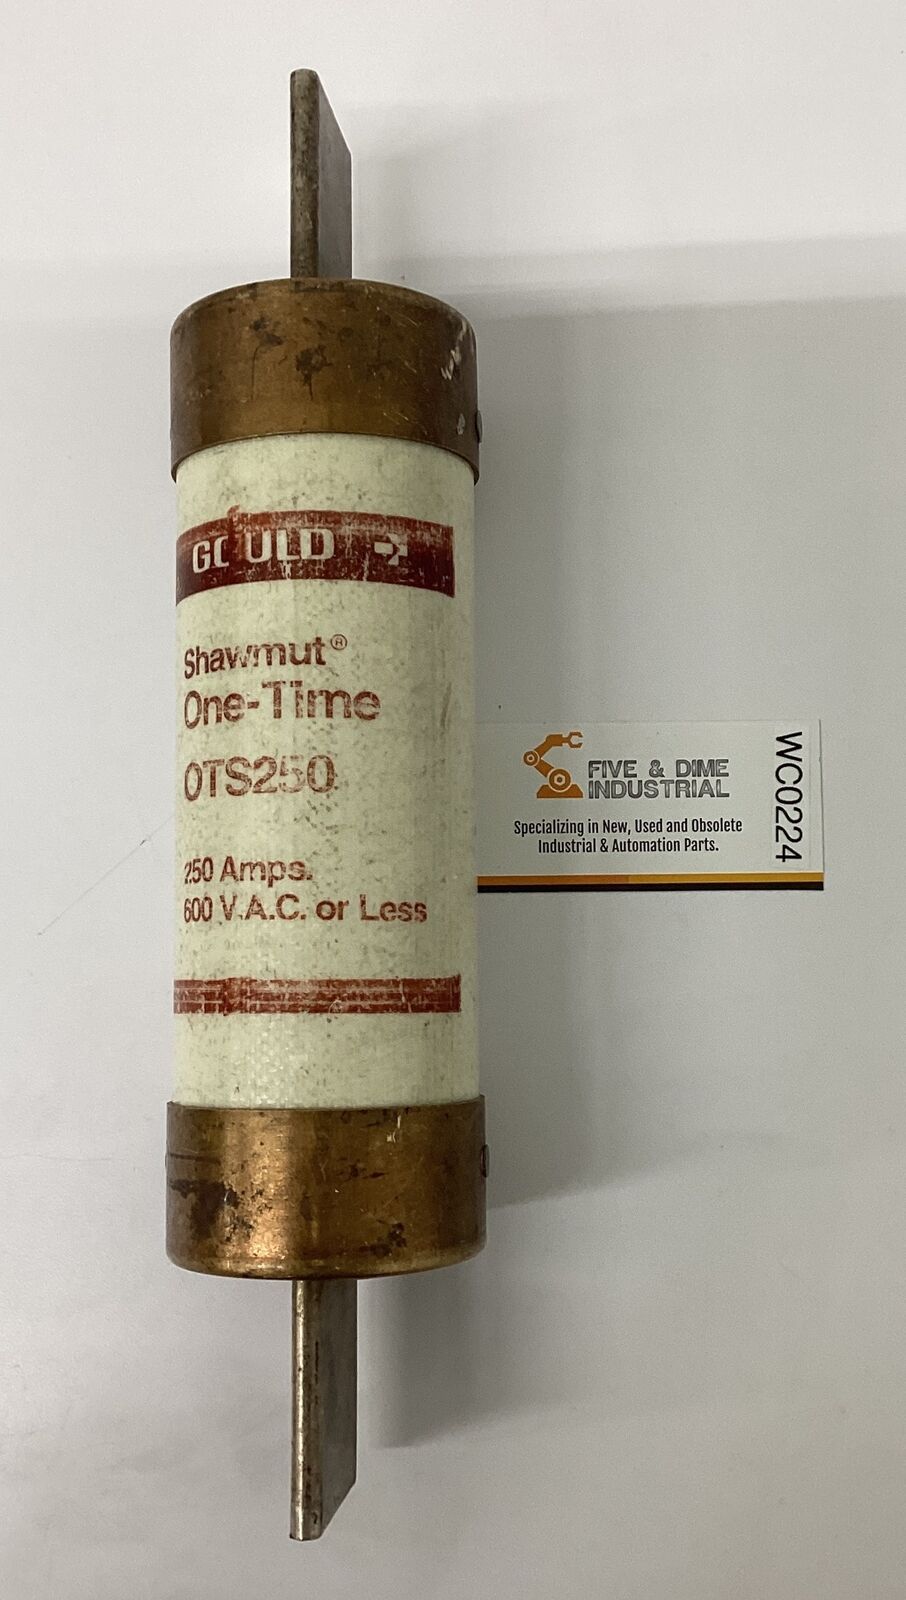 GOULD
Shawmut®
One-Time
OTS250
250 Amps.
600 V.A.C. or Less
FIVE & DIME
INDUSTRIAL
Specializing in New, Used and Obsolete
Industrial & Automation Parts.
WC0224